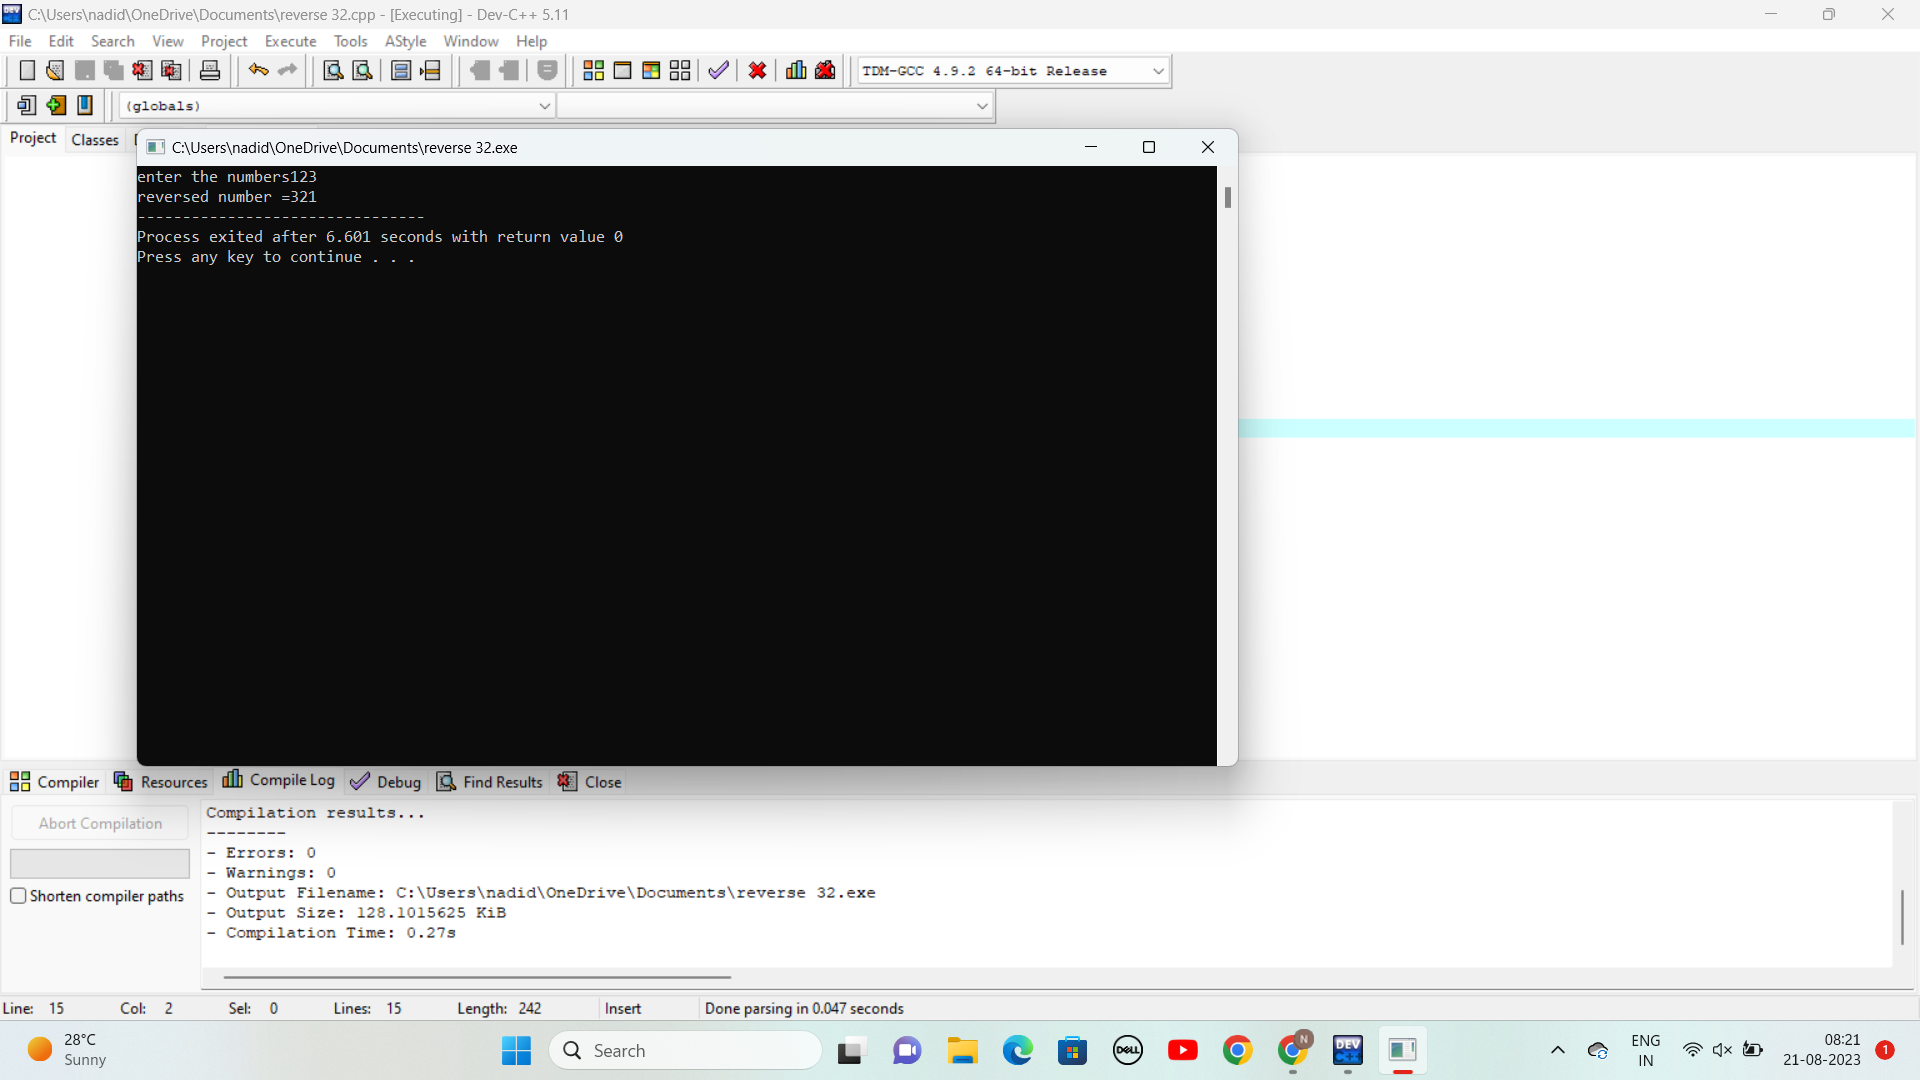 C:\Users\nadid\OneDrive\Documents\reverse 32.cpp - [Executing] - Dev-C++ 5.11
File Edit Search View Project Execute Tools AStyle Window Help
TDM-GCC 4.9.2 64-bit Release
(globals)
Project Classes
C:\Users\nadid\OneDrive\Documents\reverse 32.exe
enter the numbers123
reversed number =321
--------------------------------
Process exited after 6.601 seconds with return value 0
Press any key to continue . . .
Compiler Resources Compile Log Debug Find Results Close
Abort Compilation
Shorten compiler paths
Compilation results...
--------
- Errors: 0
- Warnings: 0
- Output Filename: C:\Users\nadid\OneDrive\Documents\reverse 32.exe
- Output Size: 128.1015625 KiB
- Compilation Time: 0.27s
Line: 15 Col: 2 Sel: 0 Lines: 15 Length: 242 Insert Done parsing in 0.047 seconds
28°C
Sunny
Search
DELL
N
DEV
C++
ENG
IN
08:21
21-08-2023
1